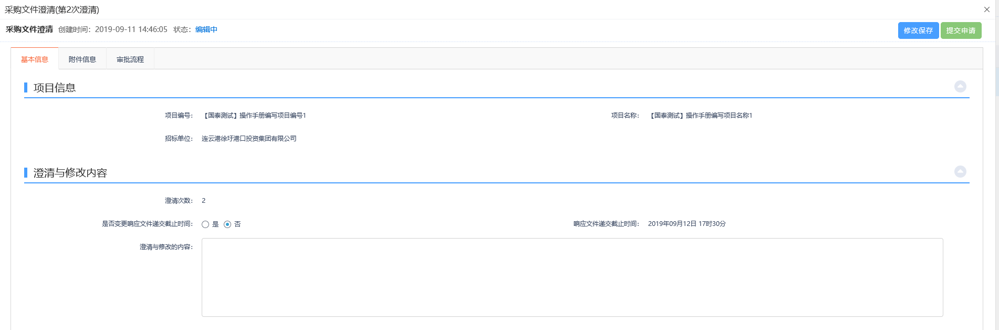 采购文件澄清(第2次澄清)
采购文件澄清 创建时间：2019-09-11 14:46:05 状态：编辑中 修改保存 提交申请
基本信息 附件信息 审批流程
项目信息
项目编号： 【国泰测试】操作手册编写项目编号1 项目名称： 【国泰测试】操作手册编写项目名称1
招标单位： 连云港徐圩港口投资集团有限公司
澄清与修改内容
澄清次数： 2
是否变更响应文件递交截止时间： 是 否 响应文件递交截止时间： 2019年09月12日 17时30分
澄清与修改的内容：